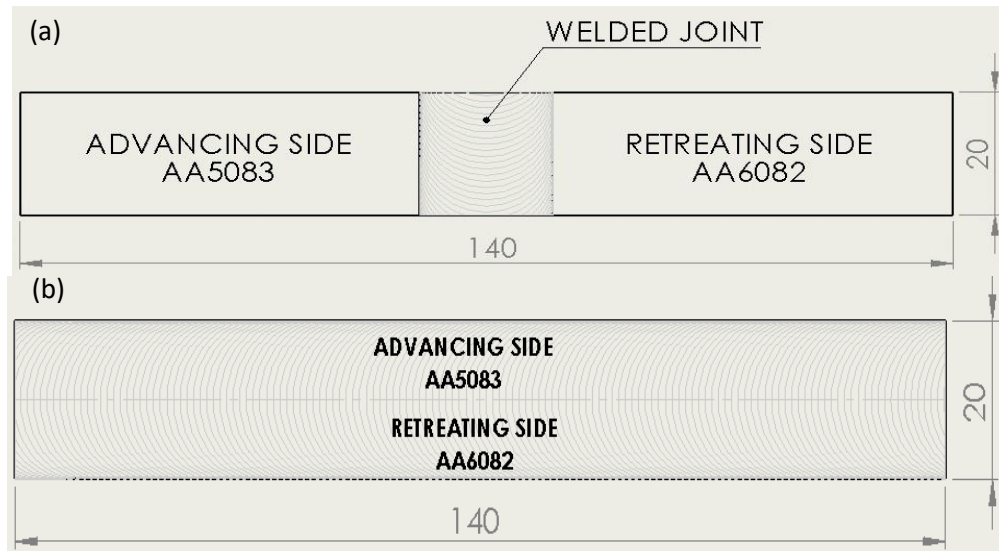 (a)
WELDED JOINT
ADVANCING SIDE
AA5083
RETREATING SIDE
AA6082
20
140
(b)
ADVANCING SIDE
AA5083
RETREATING SIDE
AA6082
20
140